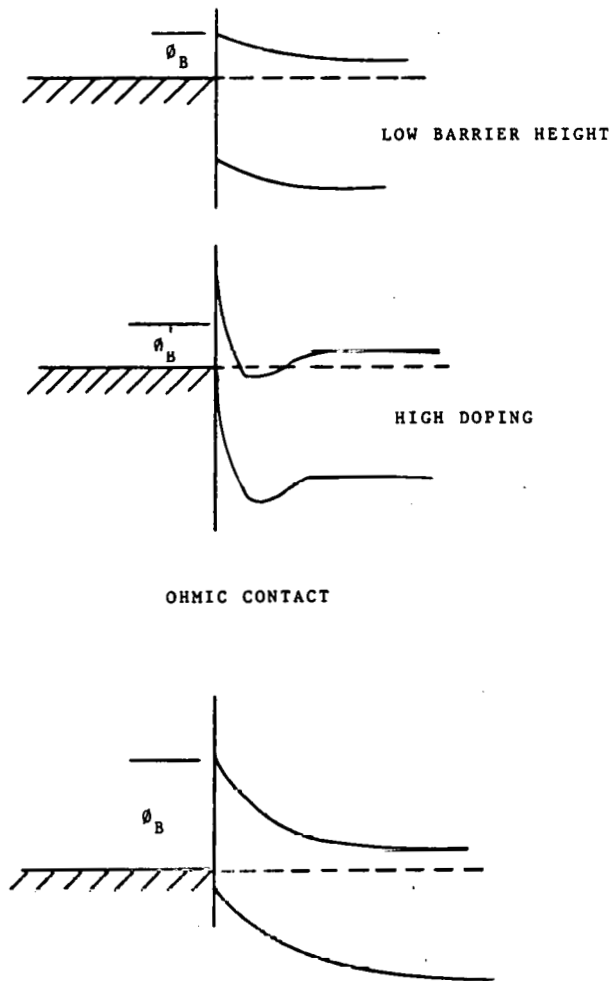 ØB
LOW BARRIER HEIGHT
ØB
HIGH DOPING
OHMIC CONTACT
ØB